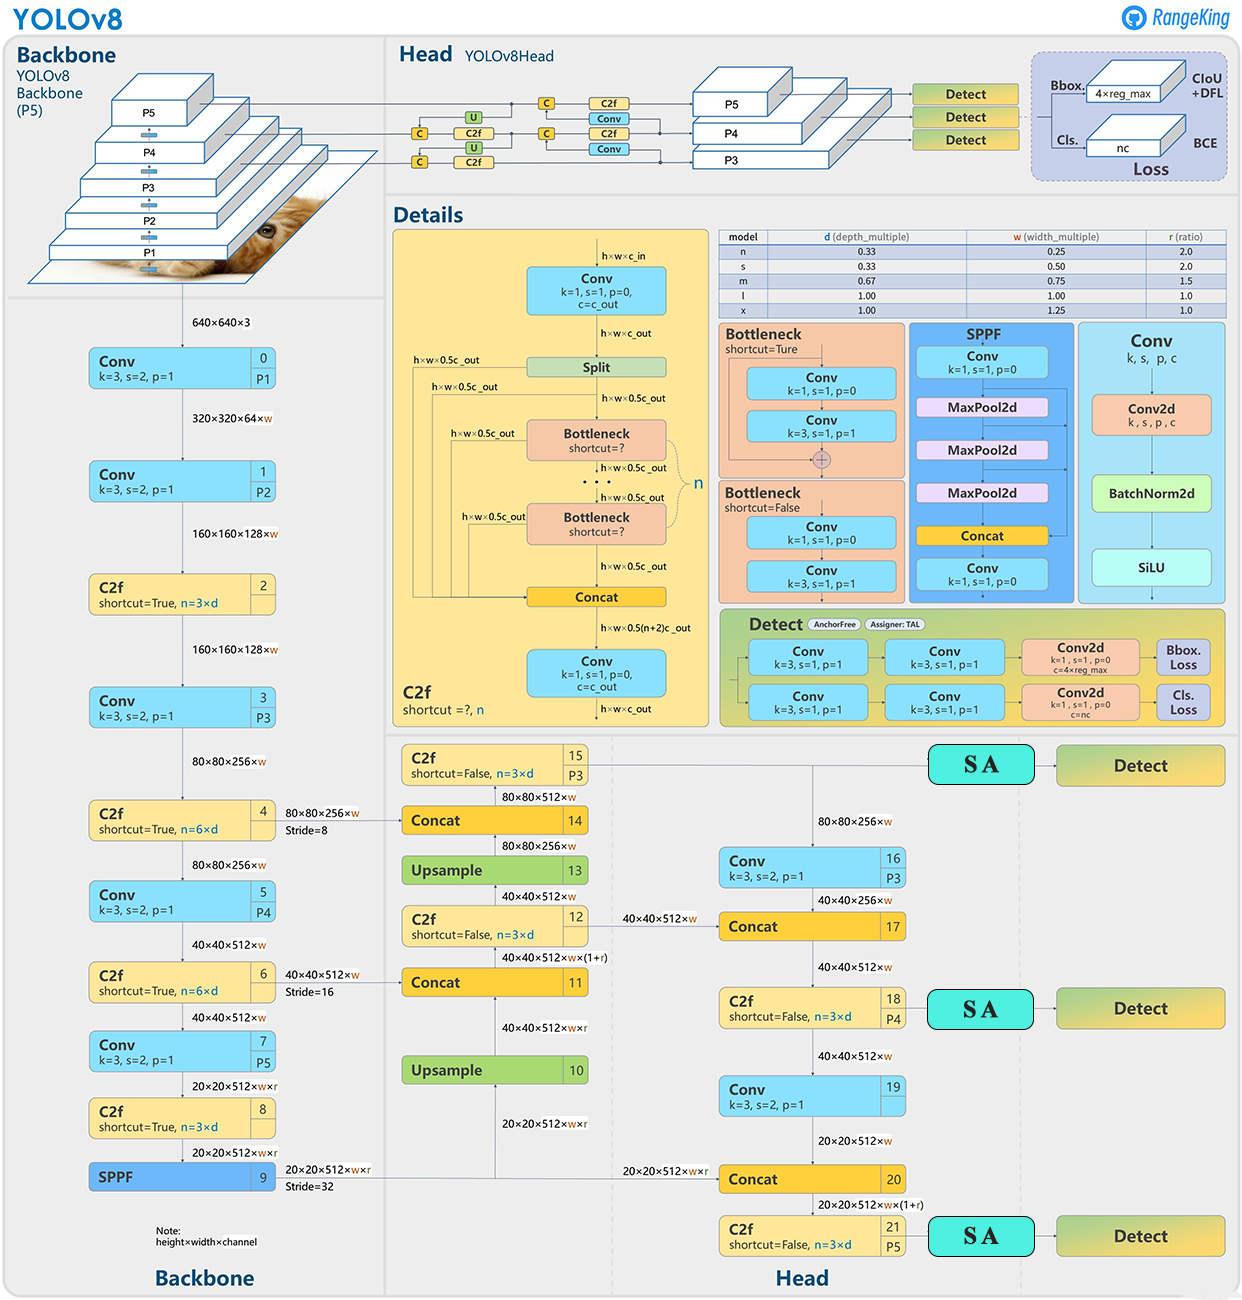 YOLOv8
RangeKing
Backbone
YOLOv8
Backbone
(P5)
P5
P4
P3
P2
P1
Head YOLOv8Head
U
C
C2f
U
C
C2f
C
C2f
Conv
C
C2f
Conv
P5
P4
P3
Detect
Detect
Detect
Bbox.
4×reg_max
CIoU
+DFL
Cls.
nc
BCE
Loss
Details
h×w×c_in
Conv
k=1, s=1, p=0,
c=c_out
h×w×c_out
h×w×0.5c_out
Split
h×w×0.5c_out
h×w×0.5c_out
h×w×0.5c_out
Bottleneck
shortcut=?
h×w×0.5c_out
· · ·
n
h×w×0.5c_out
h×w×0.5c_out
Bottleneck
shortcut=?
h×w×0.5c_out
Concat
h×w×0.5(n+2)c_out
Conv
k=1, s=1, p=0,
c=c_out
C2f
shortcut =?, n
h×w×c_out
model d (depth_multiple) w (width_multiple) r (ratio)
n 0.33 0.25 2.0
s 0.33 0.50 2.0
m 0.67 0.75 1.5
l 1.00 1.00 1.0
x 1.00 1.25 1.0
Bottleneck
shortcut=Ture
Conv
k=1, s=1, p=0
Conv
k=3, s=1, p=1
+
Bottleneck
shortcut=False
Conv
k=1, s=1, p=0
Conv
k=3, s=1, p=1
SPPF
Conv
k=1, s=1, p=0
MaxPool2d
MaxPool2d
MaxPool2d
Concat
Conv
k=1, s=1, p=0
Conv
k, s, p, c
Conv2d
k, s, p, c
BatchNorm2d
SiLU
Detect AnchorFree Assigner: TAL
Conv
k=3, s=1, p=1
Conv
k=3, s=1, p=1
Conv2d
k=1, s=1, p=0
c=4×reg_max
Bbox.
Loss
Conv
k=3, s=1, p=1
Conv
k=3, s=1, p=1
Conv2d
k=1, s=1, p=0
c=nc
Cls.
Loss
640×640×3
Conv 0
k=3, s=2, p=1 P1
320×320×64×w
Conv 1
k=3, s=2, p=1 P2
160×160×128×w
C2f 2
shortcut=True, n=3×d
160×160×128×w
Conv 3
k=3, s=2, p=1 P3
80×80×256×w
C2f 4
shortcut=True, n=6×d
80×80×256×w
Stride=8
80×80×256×w
Conv 5
k=3, s=2, p=1 P4
40×40×512×w
C2f 6
shortcut=True, n=6×d
40×40×512×w
Stride=16
40×40×512×w
Conv 7
k=3, s=2, p=1 P5
20×20×512×w×r
C2f 8
shortcut=True, n=3×d
20×20×512×w×r
SPPF 9
20×20×512×w×r
Stride=32
Note:
height×width×channel
Backbone
C2f 15
shortcut=False, n=3×d P3
80×80×512×w
Concat 14
80×80×256×w
Upsample 13
40×40×512×w
C2f 12
shortcut=False, n=3×d
40×40×512×w×(1+r)
Concat 11
40×40×512×w×r
Upsample 10
20×20×512×w×r
S A
Detect
80×80×256×w
Conv 16
k=3, s=2, p=1 P3
40×40×256×w
40×40×512×w
Concat 17
40×40×512×w
C2f 18
shortcut=False, n=3×d P4
S A
Detect
40×40×512×w
Conv 19
k=3, s=2, p=1
20×20×512×w
20×20×512×w×r
Concat 20
20×20×512×w×(1+r)
C2f 21
shortcut=False, n=3×d P5
S A
Detect
Head